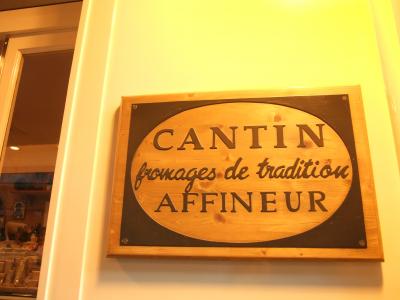 CANTIN
fromages de tradition
AFFINEUR